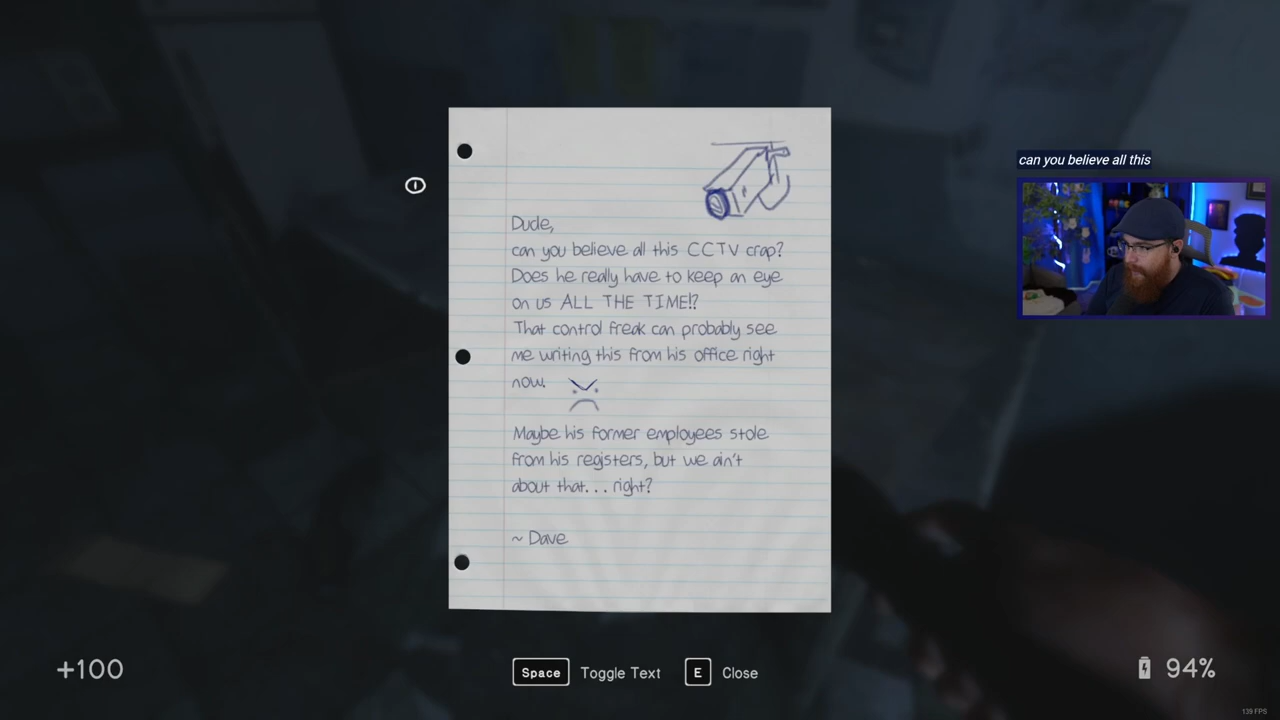 can you believe all this
Dude,
can you believe all this CCTV crap?
Does he really have to keep an eye
on us ALL THE TIME!?
That control freak can probably see
me writing this from his office right
now.
Maybe his former employees stole
from his registers, but we ain't
about that... right?
~ Dave
+100
Space Toggle Text E Close
94%
139 FPS